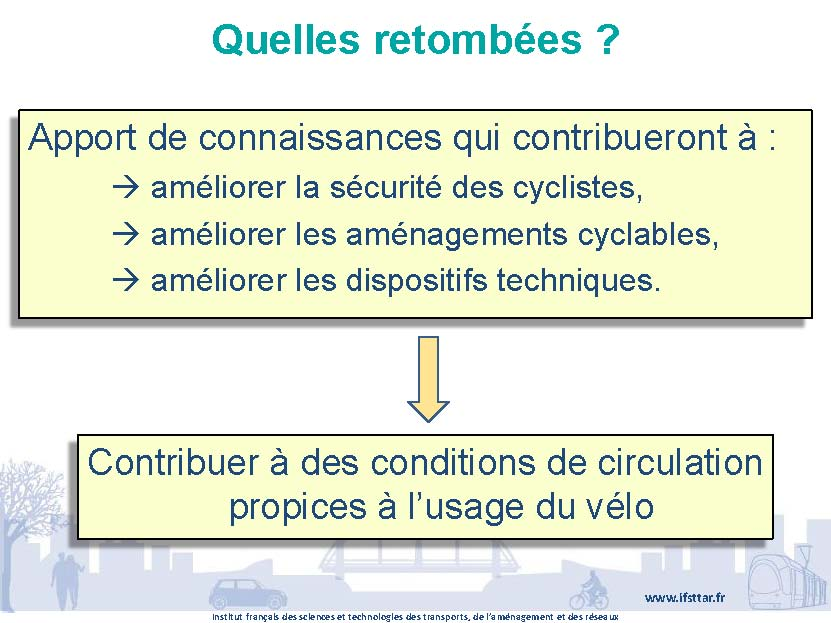 Quelles retombées ?
Apport de connaissances qui contribueront à :
→ améliorer la sécurité des cyclistes,
→ améliorer les aménagements cyclables,
→ améliorer les dispositifs techniques.
Contribuer à des conditions de circulation
propices à l’usage du vélo
www.ifsttar.fr
Institut français des sciences et technologies des transports, de l’aménagement et des réseaux